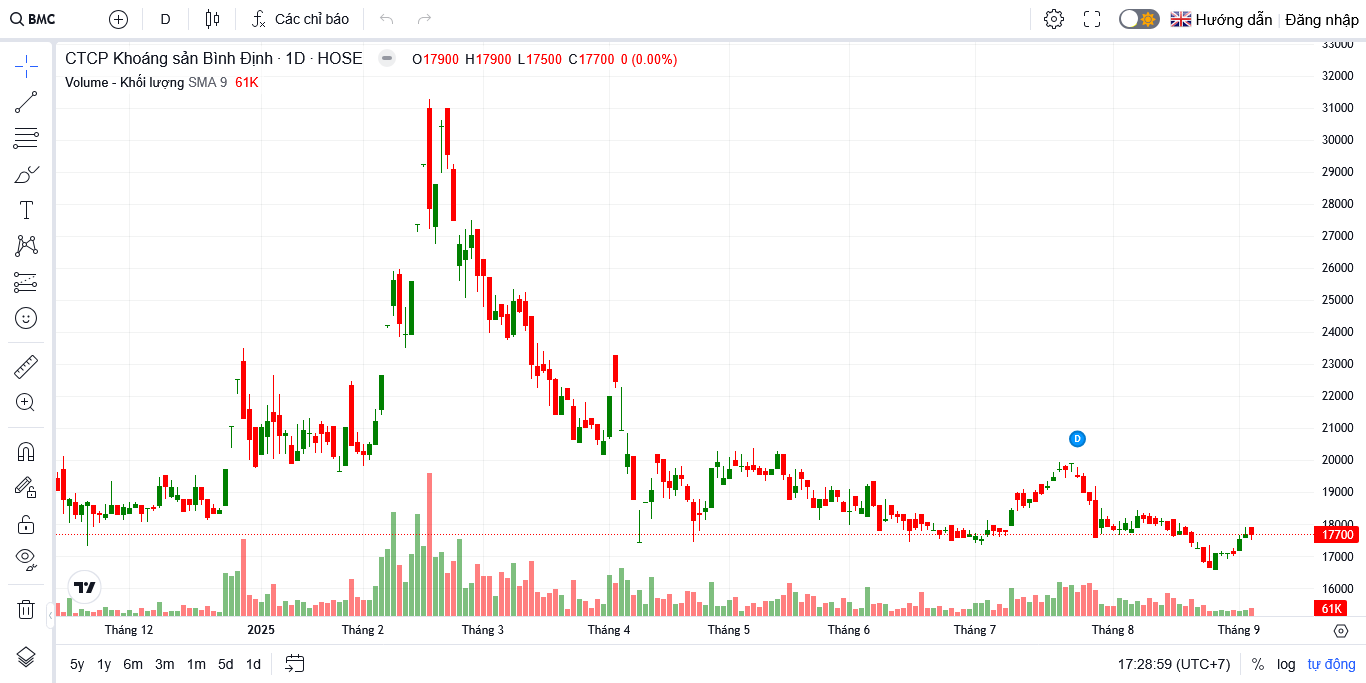 BMC D Các chỉ báo Hướng dẫn Đăng nhập
CTCP Khoáng sản Bình Định · 1D · HOSE O17900 H17900 L17500 C17700 0 (0.00%)
Volume - Khối lượng SMA 9 61K
33000
32000
31000
30000
29000
28000
27000
26000
25000
24000
23000
22000
21000
20000
19000
18000
17700
17000
16000
61K
D
Tháng 12 2025 Tháng 2 Tháng 3 Tháng 4 Tháng 5 Tháng 6 Tháng 7 Tháng 8 Tháng 9
5y 1y 6m 3m 1m 5d 1d 17:28:59 (UTC+7) % log tự động